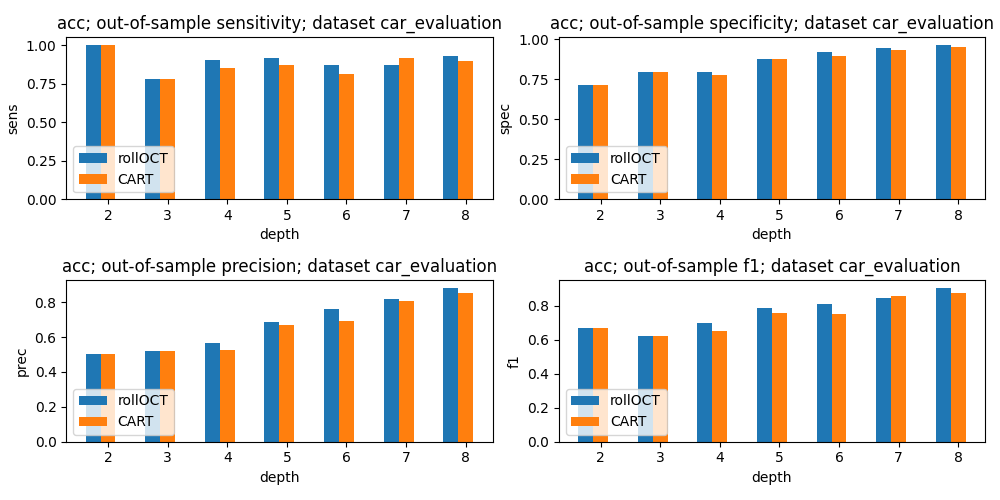 acc; out-of-sample sensitivity; dataset car_evaluation
1.00
0.75
0.50
0.25
0.00
sens
rollOCT
CART
2 3 4 5 6 7 8
depth
acc; out-of-sample specificity; dataset car_evaluation
1.00
0.75
0.50
0.25
0.00
spec
rollOCT
CART
2 3 4 5 6 7 8
depth
acc; out-of-sample precision; dataset car_evaluation
0.8
0.6
0.4
0.2
0.0
prec
rollOCT
CART
2 3 4 5 6 7 8
depth
acc; out-of-sample f1; dataset car_evaluation
0.8
0.6
0.4
0.2
0.0
f1
rollOCT
CART
2 3 4 5 6 7 8
depth